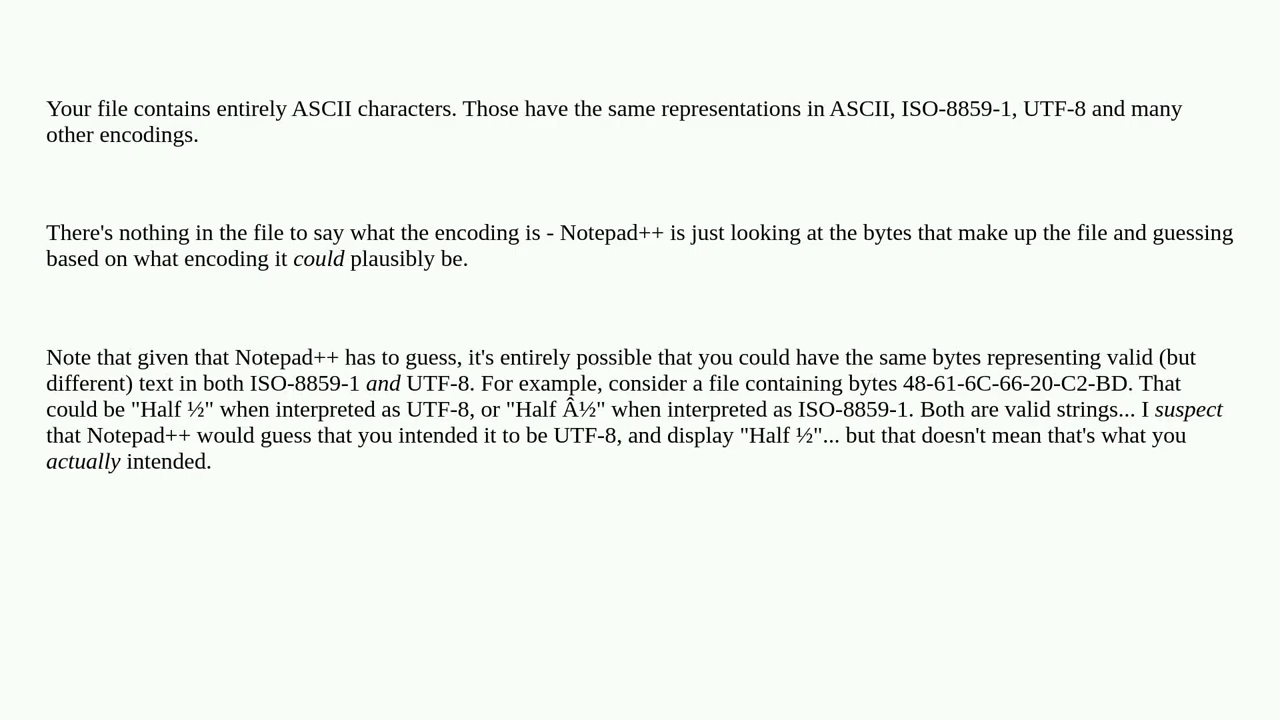 Your file contains entirely ASCII characters. Those have the same representations in ASCII, ISO-8859-1, UTF-8 and many
other encodings.
There's nothing in the file to say what the encoding is - Notepad++ is just looking at the bytes that make up the file and guessing
based on what encoding it could plausibly be.
Note that given that Notepad++ has to guess, it's entirely possible that you could have the same bytes representing valid (but
different) text in both ISO-8859-1 and UTF-8. For example, consider a file containing bytes 48-61-6C-66-20-C2-BD. That
could be "Half ½" when interpreted as UTF-8, or "Half Â½" when interpreted as ISO-8859-1. Both are valid strings... I suspect
that Notepad++ would guess that you intended it to be UTF-8, and display "Half ½"... but that doesn't mean that's what you
actually intended.